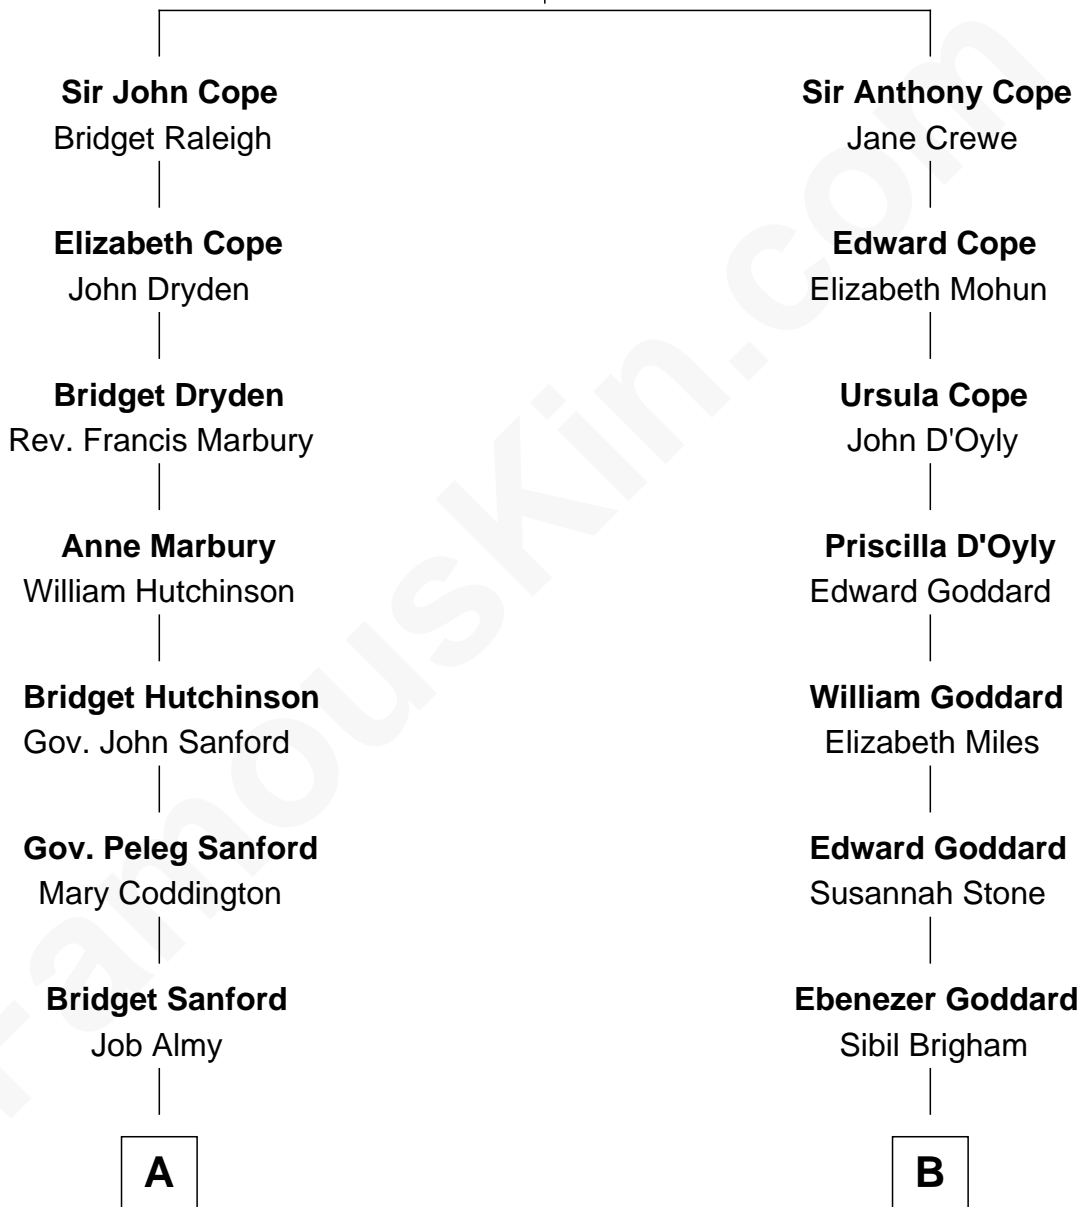 Sir John Cope
Bridget Raleigh
Sir Anthony Cope
Jane Crewe
Elizabeth Cope
John Dryden
Edward Cope
Elizabeth Mohun
Bridget Dryden
Rev. Francis Marbury
Ursula Cope
John D'Oyly
Anne Marbury
William Hutchinson
Priscilla D'Oyly
Edward Goddard
Bridget Hutchinson
Gov. John Sanford
William Goddard
Elizabeth Miles
Gov. Peleg Sanford
Mary Coddington
Edward Goddard
Susannah Stone
Bridget Sanford
Job Almy
Ebenezer Goddard
Sibil Brigham
A
B
FamousKin.com